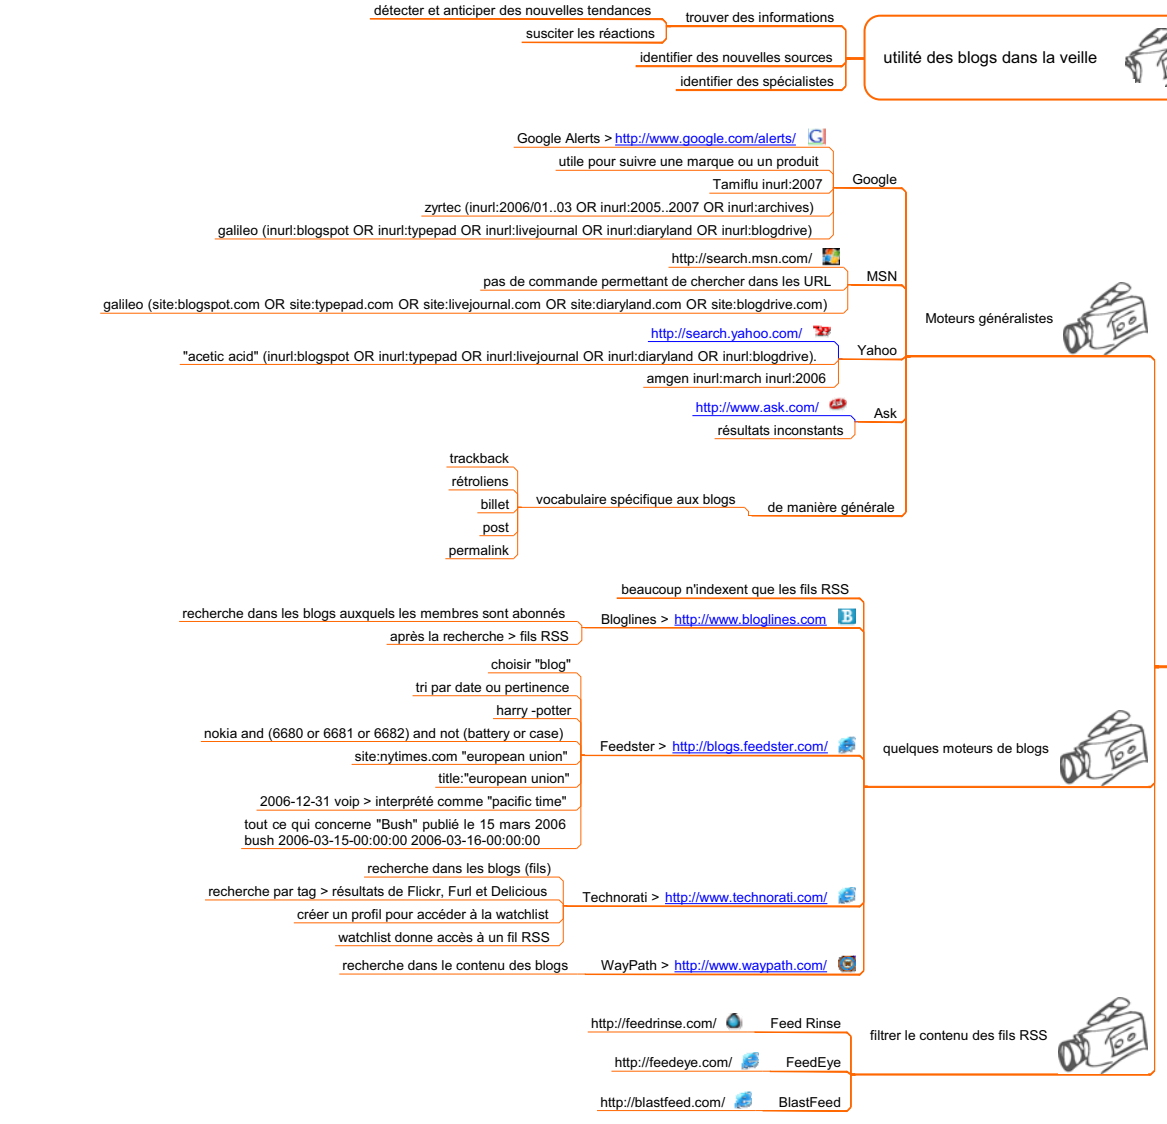 détecter et anticiper des nouvelles tendances
susciter les réactions
trouver des informations
identifier des nouvelles sources
identifier des spécialistes
utilité des blogs dans la veille
Google Alerts > http://www.google.com/alerts/
utile pour suivre une marque ou un produit
Tamiflu inurl:2007
zyrtec (inurl:2006/01..03 OR inurl:2005..2007 OR inurl:archives)
galileo (inurl:blogspot OR inurl:typepad OR inurl:livejournal OR inurl:diaryland OR inurl:blogdrive)
Google
http://search.msn.com/
pas de commande permettant de chercher dans les URL
galileo (site:blogspot.com OR site:typepad.com OR site:livejournal.com OR site:diaryland.com OR site:blogdrive.com)
MSN
Moteurs généralistes
http://search.yahoo.com/
"acetic acid" (inurl:blogspot OR inurl:typepad OR inurl:livejournal OR inurl:diaryland OR inurl:blogdrive).
amgen inurl:march inurl:2006
Yahoo
http://www.ask.com/
résultats inconstants
Ask
trackback
rétroliens
billet
post
permalink
vocabulaire spécifique aux blogs
de manière générale
beaucoup n'indexent que les fils RSS
recherche dans les blogs auxquels les membres sont abonnés
après la recherche > fils RSS
Bloglines > http://www.bloglines.com
choisir "blog"
tri par date ou pertinence
harry -potter
nokia and (6680 or 6681 or 6682) and not (battery or case)
site:nytimes.com "european union"
title:"european union"
2006-12-31 voip > interprété comme "pacific time"
tout ce qui concerne "Bush" publié le 15 mars 2006
bush 2006-03-15-00:00:00 2006-03-16-00:00:00
Feedster > http://blogs.feedster.com/
quelques moteurs de blogs
recherche dans les blogs (fils)
recherche par tag > résultats de Flickr, Furl et Delicious
créer un profil pour accéder à la watchlist
watchlist donne accès à un fil RSS
Technorati > http://www.technorati.com/
recherche dans le contenu des blogs
WayPath > http://www.waypath.com/
http://feedrinse.com/
Feed Rinse
filtrer le contenu des fils RSS
http://feedeye.com/
FeedEye
http://blastfeed.com/
BlastFeed